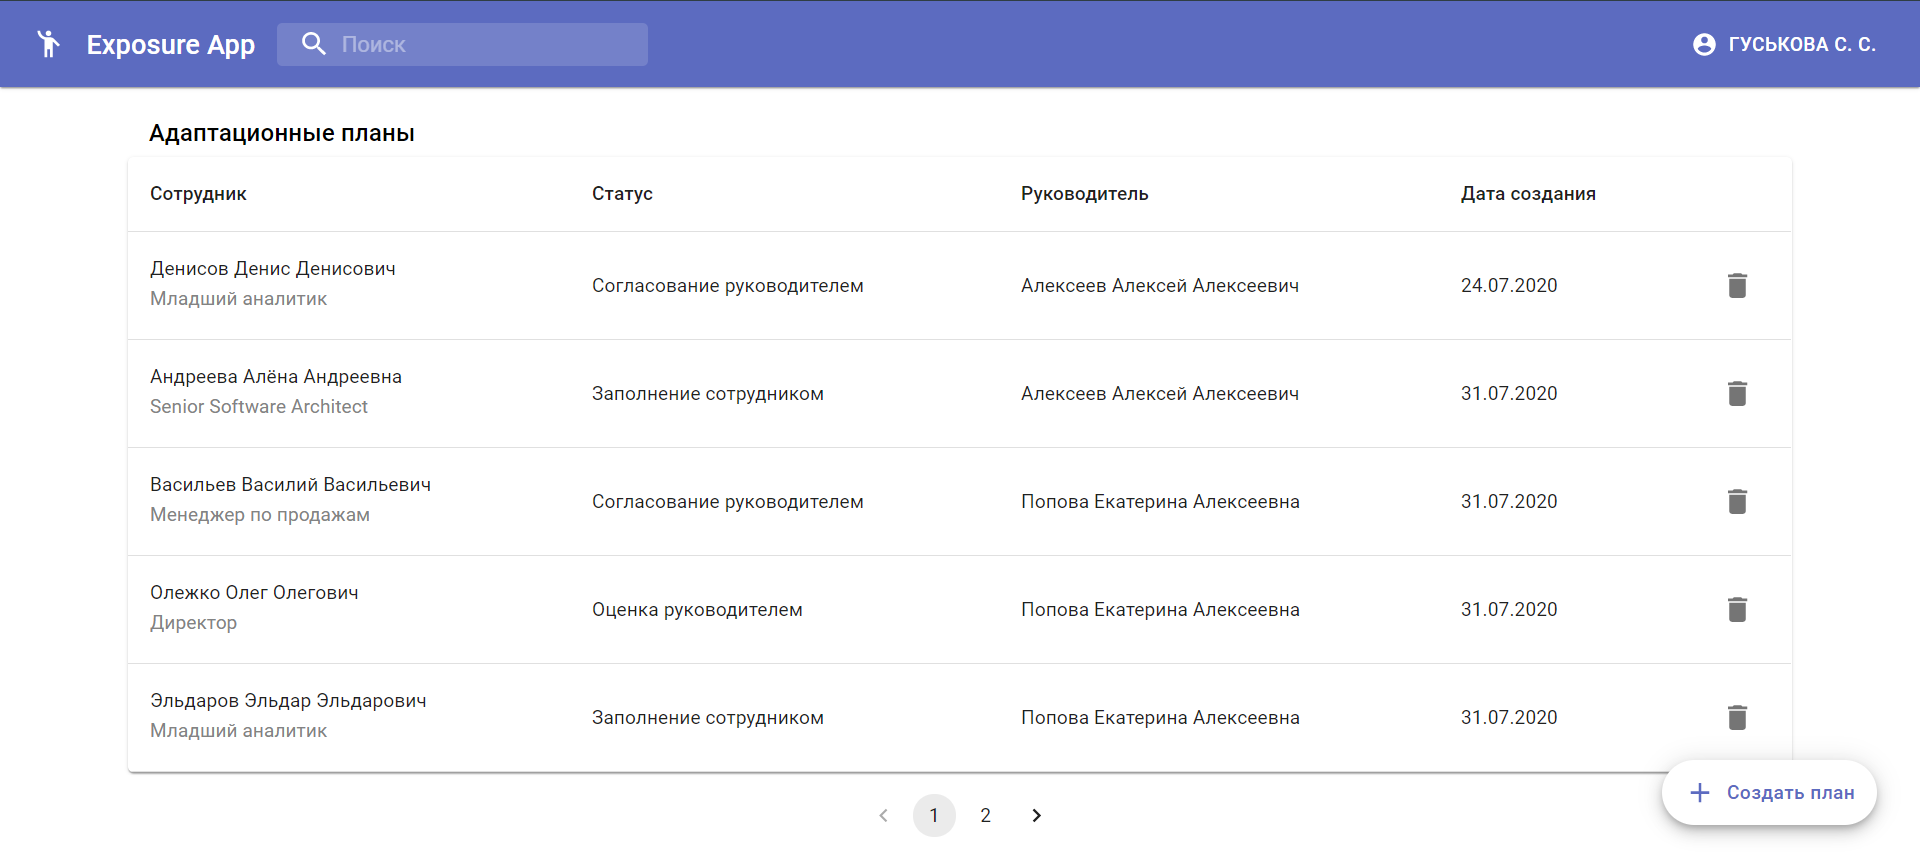 Exposure App
Поиск
ГУСЬКОВА С. С.
Адаптационные планы
Сотрудник Статус Руководитель Дата создания
Денисов Денис Денисович
Младший аналитик
Согласование руководителем Алексеев Алексей Алексеевич 24.07.2020
Андреева Алёна Андреевна
Senior Software Architect
Заполнение сотрудником Алексеев Алексей Алексеевич 31.07.2020
Васильев Василий Васильевич
Менеджер по продажам
Согласование руководителем Попова Екатерина Алексеевна 31.07.2020
Олежко Олег Олегович
Директор
Оценка руководителем Попова Екатерина Алексеевна 31.07.2020
Эльдаров Эльдар Эльдарович
Младший аналитик
Заполнение сотрудником Попова Екатерина Алексеевна 31.07.2020
Создать план
1 2